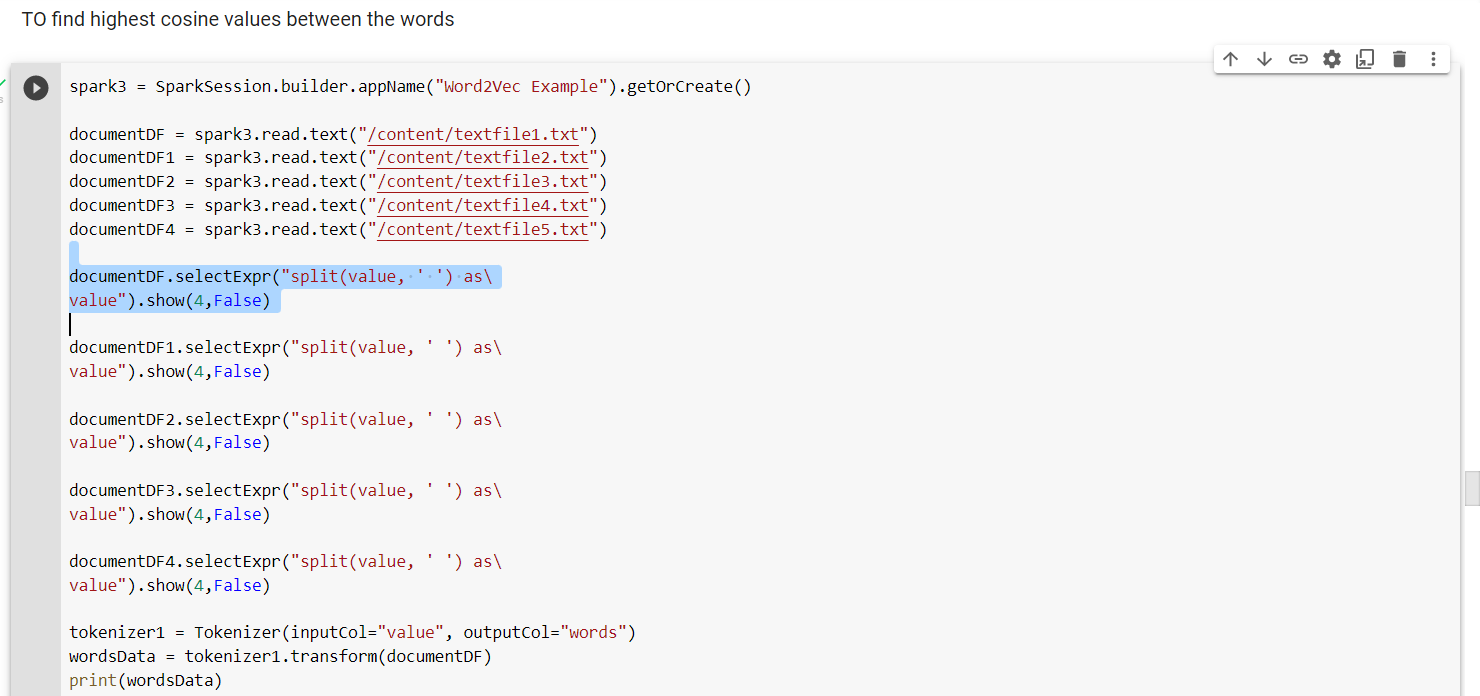 TO find highest cosine values between the words
spark3 = SparkSession.builder.appName("Word2Vec Example").getOrCreate()
documentDF = spark3.read.text("/content/textfile1.txt")
documentDF1 = spark3.read.text("/content/textfile2.txt")
documentDF2 = spark3.read.text("/content/textfile3.txt")
documentDF3 = spark3.read.text("/content/textfile4.txt")
documentDF4 = spark3.read.text("/content/textfile5.txt")
documentDF.selectExpr("split(value, ' ') as\
value").show(4,False)
documentDF1.selectExpr("split(value, ' ') as\
value").show(4,False)
documentDF2.selectExpr("split(value, ' ') as\
value").show(4,False)
documentDF3.selectExpr("split(value, ' ') as\
value").show(4,False)
documentDF4.selectExpr("split(value, ' ') as\
value").show(4,False)
tokenizer1 = Tokenizer(inputCol="value", outputCol="words")
wordsData = tokenizer1.transform(documentDF)
print(wordsData)